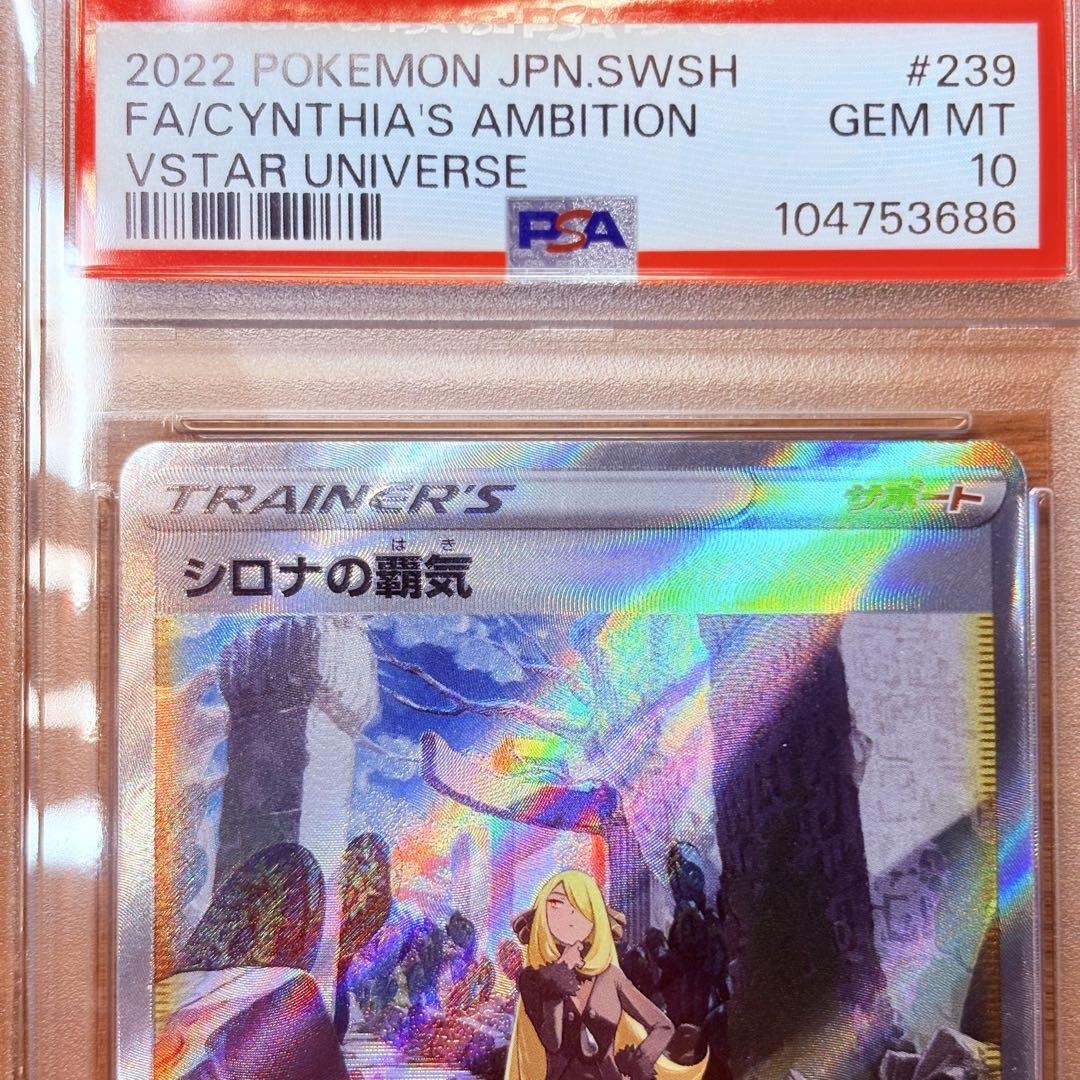 2022 POKEMON JPN.SWSH #239
FA/CYNTHIA'S AMBITION GEM MT
VSTAR UNIVERSE 10
PSA 104753686
TRAINER'S サポート
はき
シロナの覇気